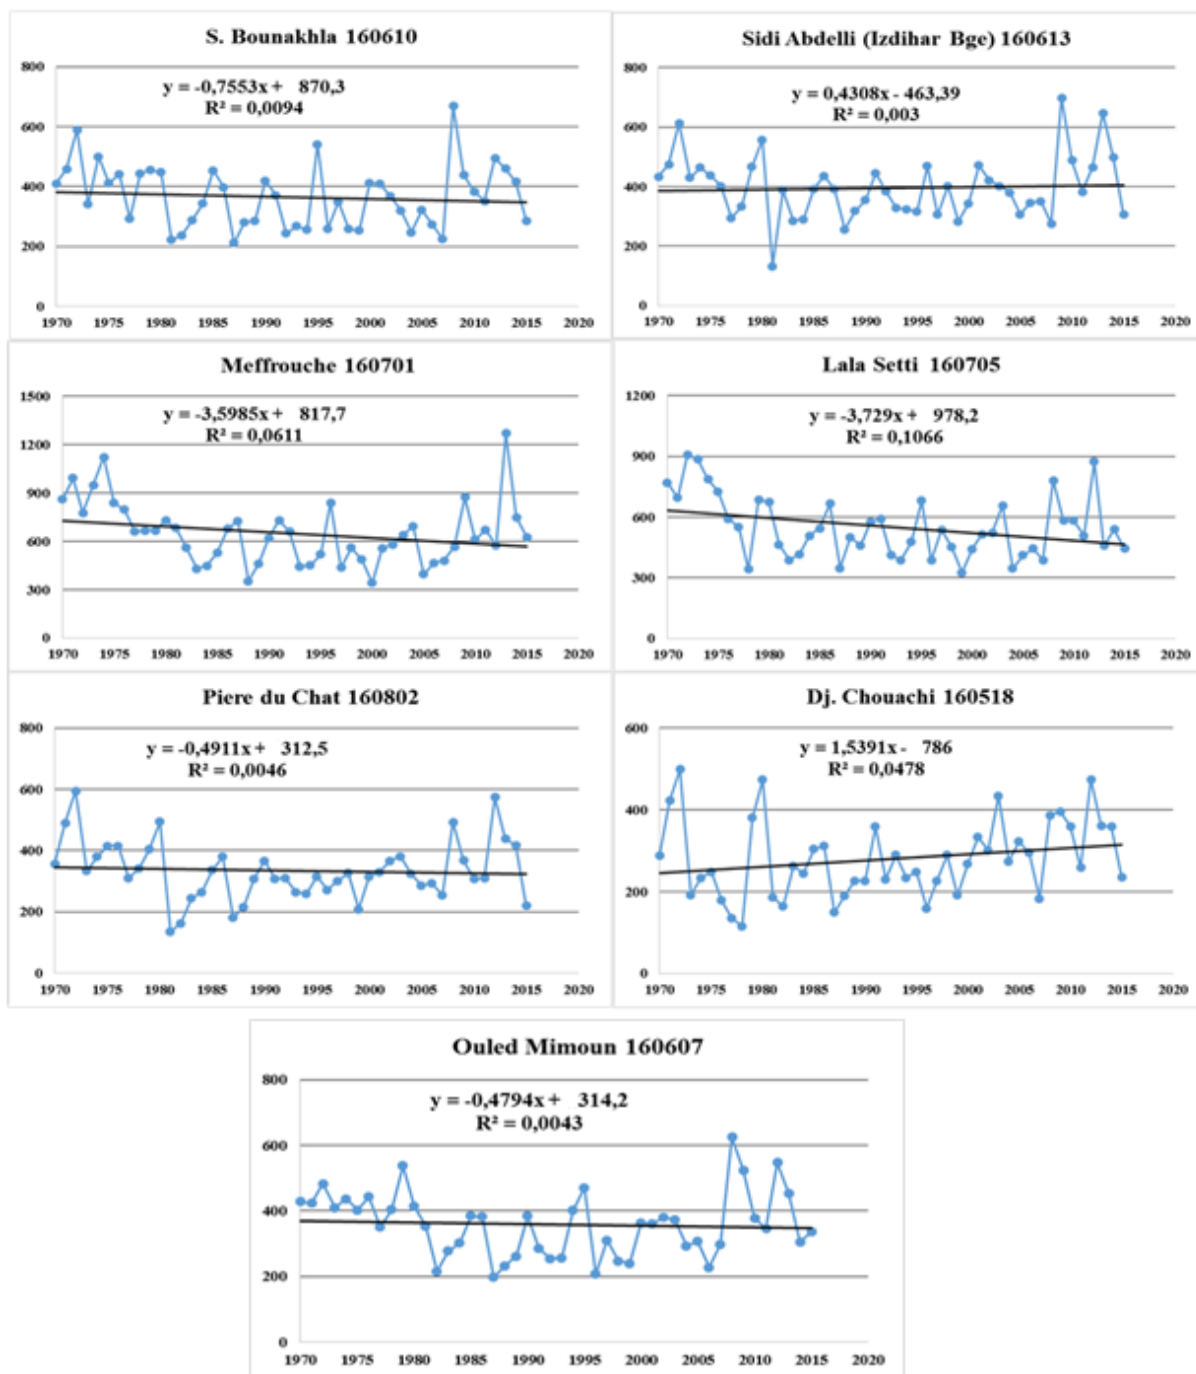 S. Bounakhla 160610
y = -0,7553x + 870,3
R² = 0,0094
800
600
400
200
0
1970 1975 1980 1985 1990 1995 2000 2005 2010 2015 2020
Sidi Abdelli (Izdihar Bge) 160613
y = 0,4308x - 463,39
R² = 0,003
800
600
400
200
0
1970 1975 1980 1985 1990 1995 2000 2005 2010 2015 2020
Meffrouche 160701
y = -3,5985x + 817,7
R² = 0,0611
1500
1200
900
600
300
0
1970 1975 1980 1985 1990 1995 2000 2005 2010 2015 2020
Lala Setti 160705
y = -3,729x + 978,2
R² = 0,1066
1200
900
600
300
0
1970 1975 1980 1985 1990 1995 2000 2005 2010 2015 2020
Piere du Chat 160802
y = -0,4911x + 312,5
R² = 0,0046
800
600
400
200
0
1970 1975 1980 1985 1990 1995 2000 2005 2010 2015 2020
Dj. Chouachi 160518
y = 1,5391x - 786
R² = 0,0478
600
400
200
0
1970 1975 1980 1985 1990 1995 2000 2005 2010 2015 2020
Ouled Mimoun 160607
y = -0,4794x + 314,2
R² = 0,0043
800
600
400
200
0
1970 1975 1980 1985 1990 1995 2000 2005 2010 2015 2020